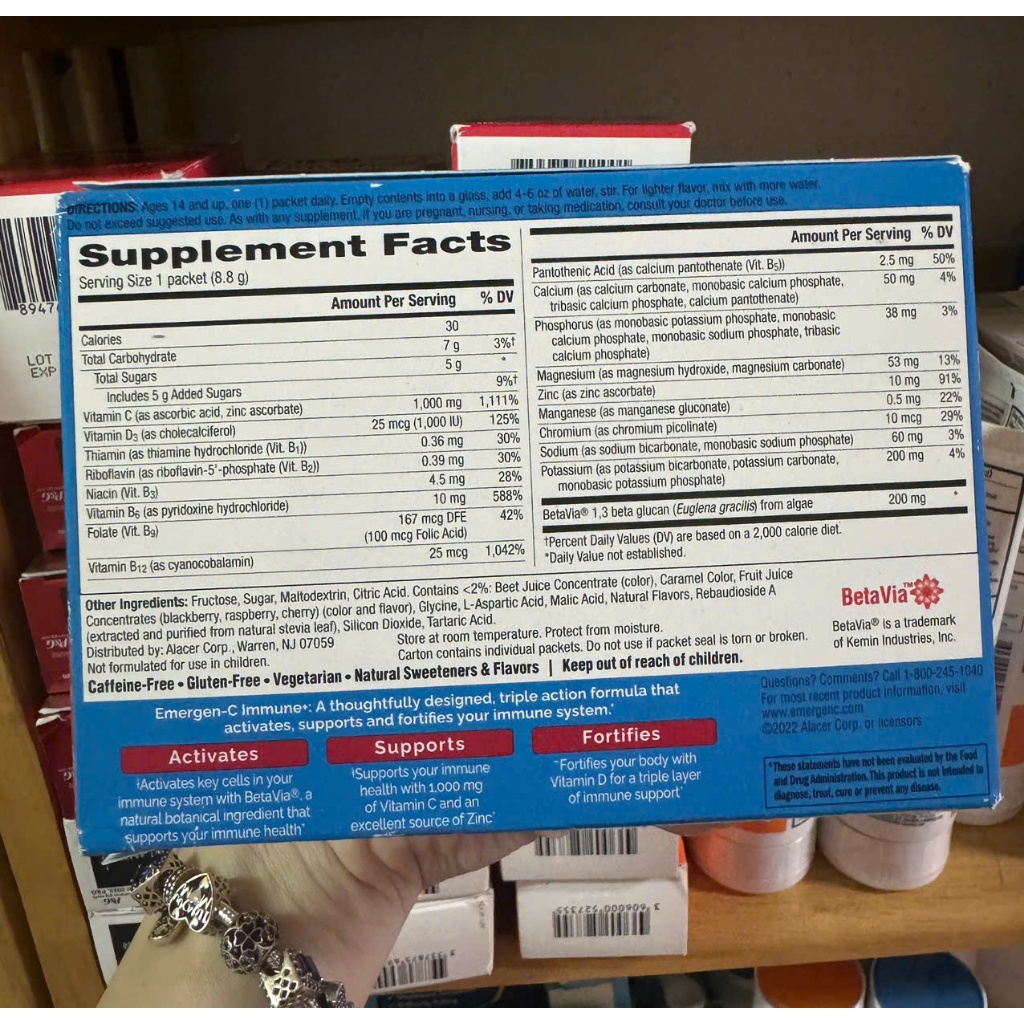 DIRECTIONS: Ages 14 and up, one (1) packet daily. Empty contents into a glass, add 4-6 oz of water, stir. For lighter flavor, mix with more water.
Do not exceed suggested use. As with any supplement, if you are pregnant, nursing, or taking medication, consult your doctor before use.
Supplement Facts
Serving Size 1 packet (8.8 g)
Amount Per Serving % DV
Calories 30
Total Carbohydrate 7 g 3%†
Total Sugars 5 g *
Includes 5 g Added Sugars 9%†
Vitamin C (as ascorbic acid, zinc ascorbate) 1,000 mg 1,111%
Vitamin D3 (as cholecalciferol) 25 mcg (1,000 IU) 125%
Thiamin (as thiamine hydrochloride (Vit. B1)) 0.36 mg 30%
Riboflavin (as riboflavin-5'-phosphate (Vit. B2)) 0.39 mg 30%
Niacin (Vit. B3) 4.5 mg 28%
Vitamin B6 (as pyridoxine hydrochloride) 10 mg 588%
Folate (Vit. B9) 167 mcg DFE 42%
(100 mcg Folic Acid)
Vitamin B12 (as cyanocobalamin) 25 mcg 1,042%
Amount Per Serving % DV
Pantothenic Acid (as calcium pantothenate (Vit. B5)) 2.5 mg 50%
Calcium (as calcium carbonate, monobasic calcium phosphate, 50 mg 4%
tribasic calcium phosphate, calcium pantothenate)
Phosphorus (as monobasic potassium phosphate, monobasic 38 mg 3%
calcium phosphate, monobasic sodium phosphate, tribasic
calcium phosphate)
Magnesium (as magnesium hydroxide, magnesium carbonate) 53 mg 13%
Zinc (as zinc ascorbate) 10 mg 91%
Manganese (as manganese gluconate) 0.5 mg 22%
Chromium (as chromium picolinate) 10 mcg 29%
Sodium (as sodium bicarbonate, monobasic sodium phosphate) 60 mg 3%
Potassium (as potassium bicarbonate, potassium carbonate, 200 mg 4%
monobasic potassium phosphate)
BetaVia® 1,3 beta glucan (Euglena gracilis) from algae 200 mg *
†Percent Daily Values (DV) are based on a 2,000 calorie diet.
*Daily Value not established.
Other Ingredients: Fructose, Sugar, Maltodextrin, Citric Acid. Contains <2%: Beet Juice Concentrate (color), Caramel Color, Fruit Juice
Concentrates (blackberry, raspberry, cherry) (color and flavor), Glycine, L-Aspartic Acid, Malic Acid, Natural Flavors, Rebaudioside A
(extracted and purified from natural stevia leaf), Silicon Dioxide, Tartaric Acid.
Distributed by: Alacer Corp., Warren, NJ 07059 Store at room temperature. Protect from moisture.
Not formulated for use in children. Carton contains individual packets. Do not use if packet seal is torn or broken.
Caffeine-Free • Gluten-Free • Vegetarian • Natural Sweeteners & Flavors | Keep out of reach of children.
BetaVia™
BetaVia® is a trademark
of Kemin Industries, Inc.
Emergen-C Immune+: A thoughtfully designed, triple action formula that
activates, supports and fortifies your immune system.*
Activates
†Activates key cells in your
immune system with BetaVia®, a
natural botanical ingredient that
supports your immune health*
Supports
‡Supports your immune
health with 1,000 mg
of Vitamin C and an
excellent source of Zinc*
Fortifies
~Fortifies your body with
Vitamin D for a triple layer
of immune support*
Questions? Comments? Call 1-800-245-1040
For most recent product information, visit
www.emergenc.com
©2022 Alacer Corp. or licensors
*These statements have not been evaluated by the Food
and Drug Administration. This product is not intended to
diagnose, treat, cure or prevent any disease.
8947
LOT
EXP
P&G
P&G
P&G
3 606000 527355